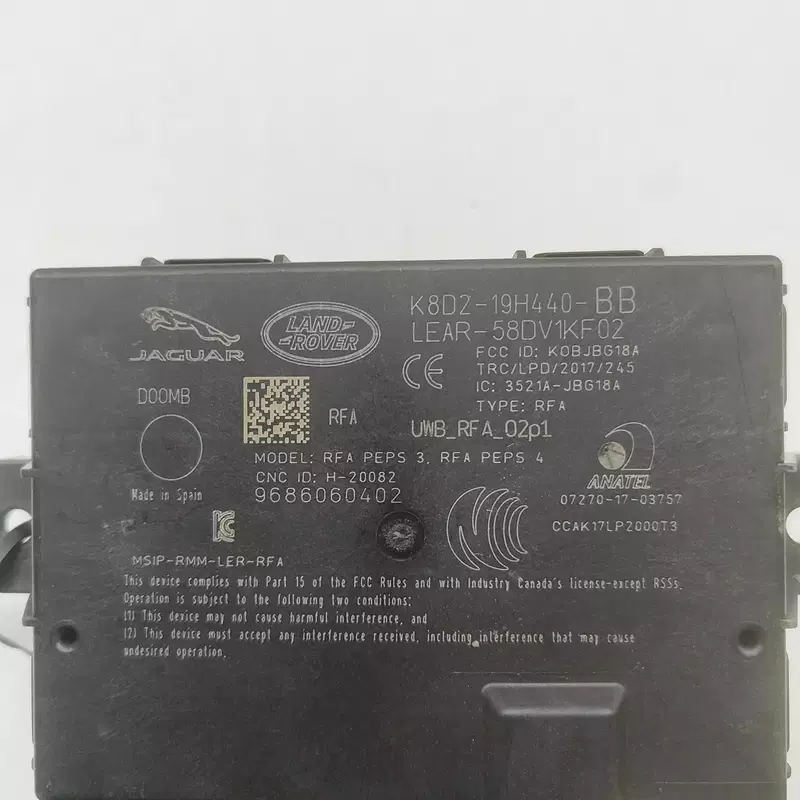 K8D2-19H440-BB
LEAR-58DV1KF02
JAGUAR
LAND-
-ROVER
FCC ID: KOBJBG18A
TRC/LPD/2017/245
IC: 3521A-JBG18A
TYPE: RFA
CE
D00MB
RFA
UWB_RFA_02p1
MODEL: RFA PEPS 3, RFA PEPS 4
CNC ID: H-20082
9686060402
Made in Spain
ANATEL
07270-17-03757
CCAK17LP2000T3
MSIP-RMM-LER-RFA
This device complies with Part 15 of the FCC Rules and with Industry Canada's license-except RSSs.
Operation is subject to the following two conditions:
(1) This device may not cause harmful interference, and
(2) This device must accept any interference received, including interference that may cause
undesired operation.